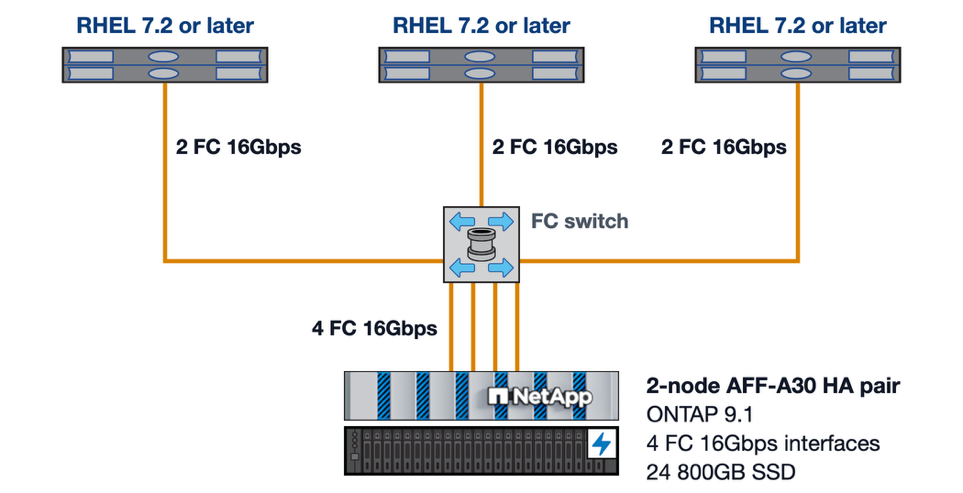 RHEL 7.2 or later
RHEL 7.2 or later
RHEL 7.2 or later
2 FC 16Gbps
2 FC 16Gbps
2 FC 16Gbps
FC switch
4 FC 16Gbps
NetApp
2-node AFF-A30 HA pair
ONTAP 9.1
4 FC 16Gbps interfaces
24 800GB SSD